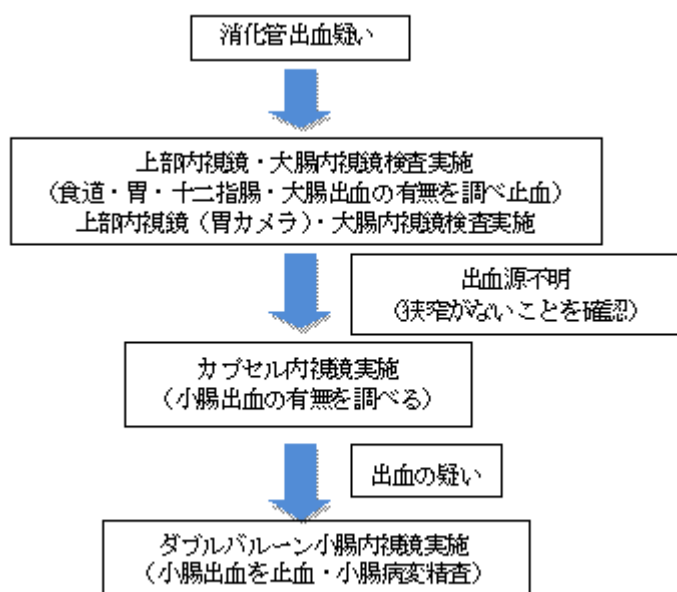 消化管出血疑い
上部内視鏡・大腸内視鏡検査実施
(食道・胃・十二指腸・大腸出血の有無を調べ止血)
上部内視鏡(胃カメラ)・大腸内視鏡検査実施
出血源不明
(狭窄がないことを確認)
カプセル内視鏡実施
(小腸出血の有無を調べる)
出血の疑い
ダブルバルーン小腸内視鏡実施
(小腸出血を止血・小腸病変精査)